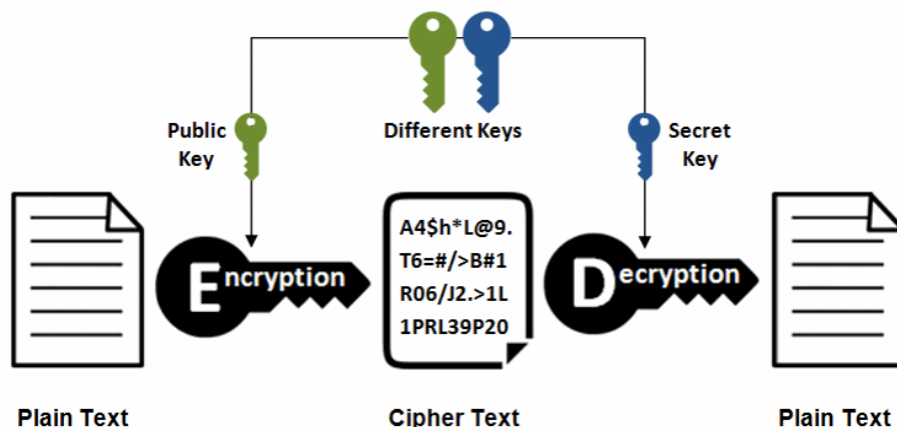 Public
Key
Different Keys
Secret
Key
Encryption
A4$h*L@9.
T6=#/>B#1
R06/J2.>1L
1PRL39P20
Decryption
Plain Text
Cipher Text
Plain Text